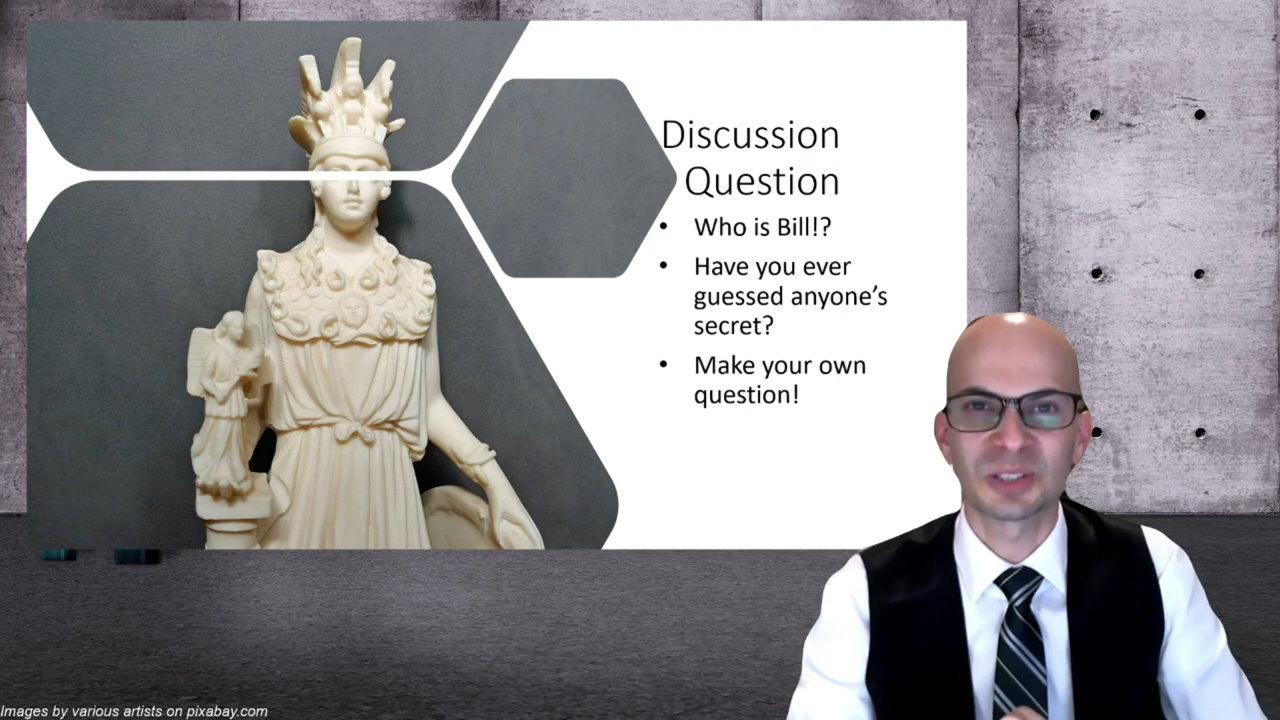 Discussion
Question
• Who is Bill!?
• Have you ever
guessed anyone’s
secret?
• Make your own
question!
Images by various artists on pixabay.com